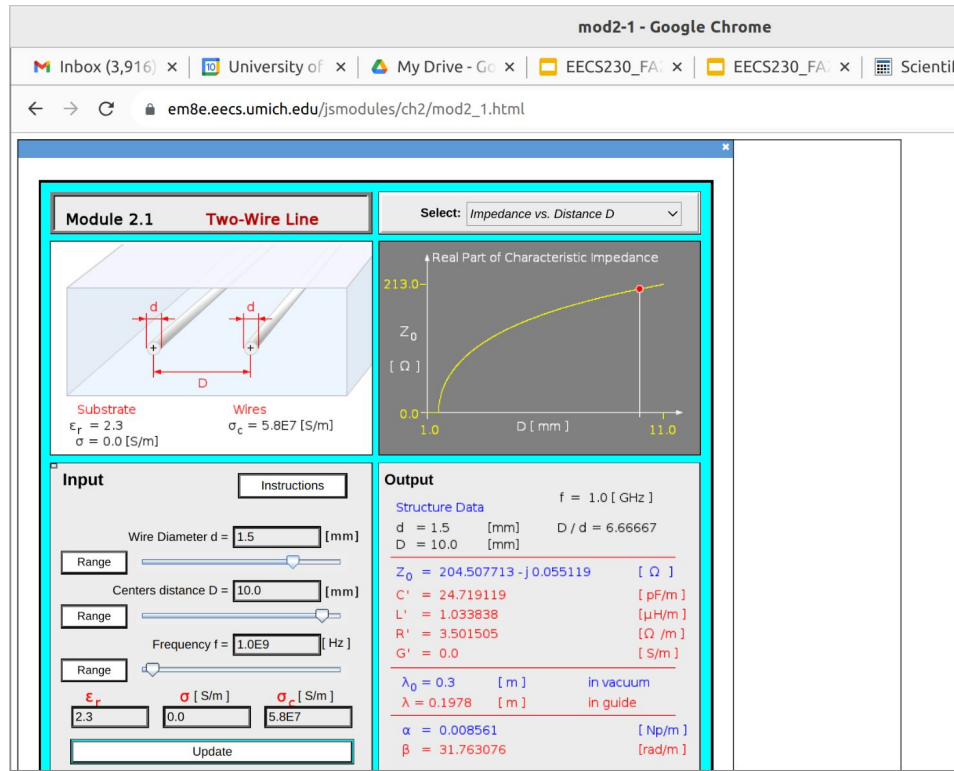 mod2-1 - Google Chrome
Inbox (3,916) × University of × My Drive - Go × EECS230_FA × EECS230_FA × Scientifi
em8e.eecs.umich.edu/jsmodules/ch2/mod2_1.html
Module 2.1 Two-Wire Line
Select: Impedance vs. Distance D
d d
D
Substrate Wires
εr = 2.3 σc = 5.8E7 [S/m]
σ = 0.0 [S/m]
Real Part of Characteristic Impedance
213.0
Z0
[ Ω ]
0.0
1.0 D [ mm ] 11.0
Input
Instructions
Wire Diameter d = 1.5 [mm]
Range
Centers distance D = 10.0 [mm]
Range
Frequency f = 1.0E9 [ Hz ]
Range
εr σ [ S/m ] σc [ S/m ]
2.3 0.0 5.8E7
Update
Output
f = 1.0 [ GHz ]
Structure Data
d = 1.5 [mm] D / d = 6.66667
D = 10.0 [mm]
Z0 = 204.507713 - j 0.055119 [ Ω ]
C' = 24.719119 [ pF/m ]
L' = 1.033838 [μH/m ]
R' = 3.501505 [Ω /m ]
G' = 0.0 [ S/m ]
λ0 = 0.3 [ m ] in vacuum
λ = 0.1978 [ m ] in guide
α = 0.008561 [ Np/m ]
β = 31.763076 [rad/m ]